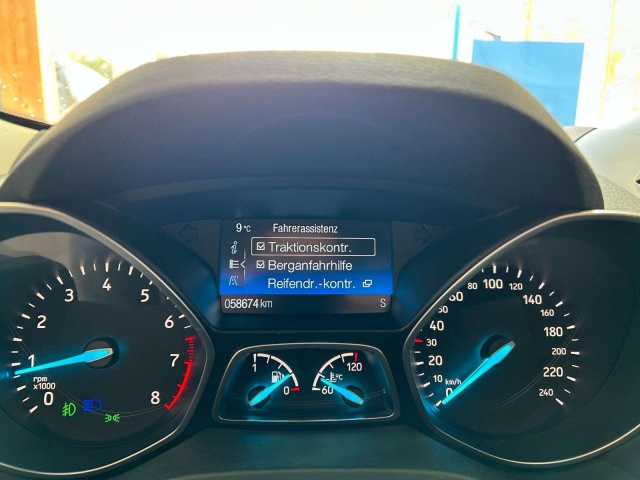 9 °C Fahrerassistenz
Traktionskontr.
Berganfahrhilfe
Reifendr.-kontr.
058674 km S
0 1 2 3 4 5 6 7 8
rpm
x1000
1 0
120
60 °C
0 10 30 60 80 100 120 140 160 180 200 220 240
20 40
km/h